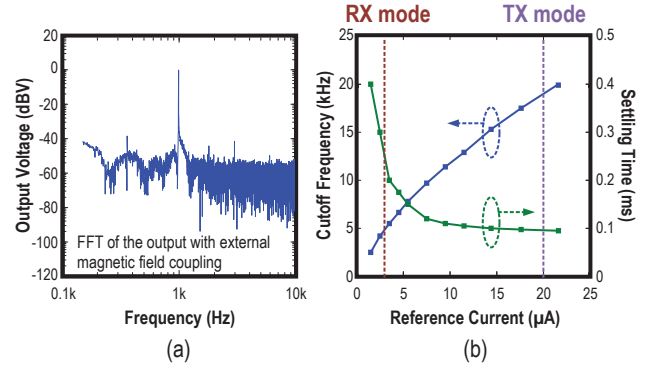 RX mode
TX mode
Output Voltage (dBV)
20
0
-20
-40
-60
-80
-100
-120
FFT of the output with external
magnetic field coupling
0.1k
1k
10k
Frequency (Hz)
(a)
Cutoff Frequency (kHz)
25
20
15
10
5
0
0.5
0.4
0.3
0.2
0.1
0
Settling Time (ms)
0
5
10
15
20
25
Reference Current (µA)
(b)